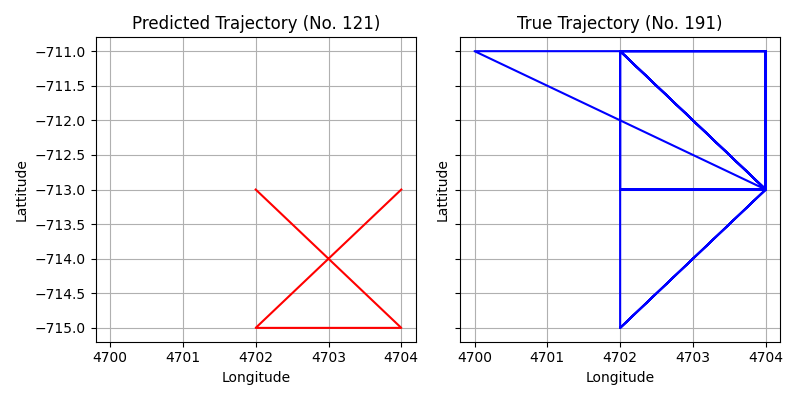 Predicted Trajectory (No. 121)
True Trajectory (No. 191)
−711.0
−711.5
−712.0
−712.5
−713.0
−713.5
−714.0
−714.5
−715.0
Lattitude
Lattitude
4700 4701 4702 4703 4704
4700 4701 4702 4703 4704
Longitude
Longitude